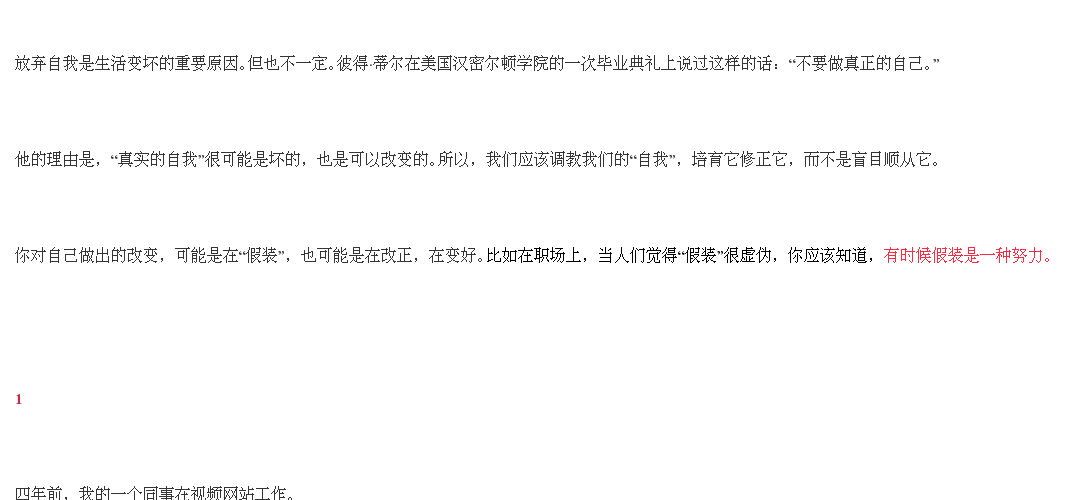 放弃自我是生活变坏的重要原因。但也不一定。彼得·蒂尔在美国汉密尔顿学院的一次毕业典礼上说过这样的话：“不要做真正的自己。”
他的理由是，“真实的自我”很可能是坏的，也是可以改变的。所以，我们应该调教我们的“自我”，培育它修正它，而不是盲目顺从它。
你对自己做出的改变，可能是在“假装”，也可能是在改正，在变好。比如在职场上，当人们觉得“假装”很虚伪，你应该知道，有时候假装是一种努力。
1
四年前，我的一个同事在视频网站工作。